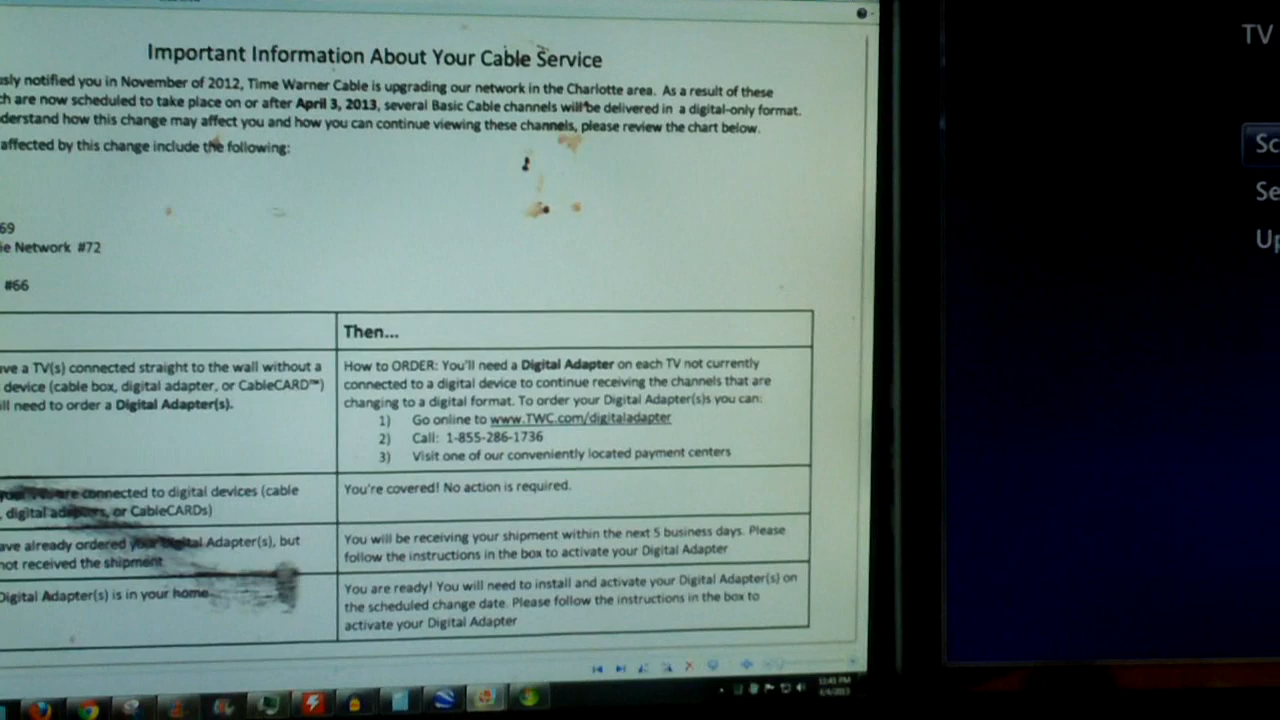 Important Information About Your Cable Service
sly notified you in November of 2012, Time Warner Cable is upgrading our network in the Charlotte area. As a result of these
ch are now scheduled to take place on or after April 3, 2013, several Basic Cable channels will be delivered in a digital-only format.
derstand how this change may affect you and how you can continue viewing these channels, please review the chart below.
affected by this change include the following:
69
ie Network #72
#66
Then...
ave a TV(s) connected straight to the wall without a
device (cable box, digital adapter, or CableCARD™)
ill need to order a Digital Adapter(s).
How to ORDER: You'll need a Digital Adapter on each TV not currently
connected to a digital device to continue receiving the channels that are
changing to a digital format. To order your Digital Adapter(s)s you can:
1) Go online to www.TWC.com/digitaladapter
2) Call: 1-855-286-1736
3) Visit one of our conveniently located payment centers
your are connected to digital devices (cable
, digital adapters, or CableCARDs)
You're covered! No action is required.
ave already ordered your Digital Adapter(s), but
not received the shipment
You will be receiving your shipment within the next 5 business days. Please
follow the instructions in the box to activate your Digital Adapter
Digital Adapter(s) is in your home
You are ready! You will need to install and activate your Digital Adapter(s) on
the scheduled change date. Please follow the instructions in the box to
activate your Digital Adapter
TV
Sc
Se
Up